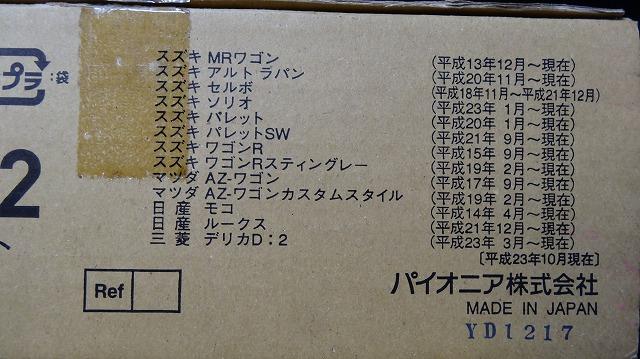 プラ :袋
スズキ MRワゴン (平成13年12月～現在)
スズキ アルト ラパン (平成20年11月～現在)
スズキ セルボ (平成18年11月～平成21年12月)
スズキ ソリオ (平成23年 1月～現在)
スズキ パレット (平成20年 1月～現在)
スズキ パレットSW (平成21年 9月～現在)
スズキ ワゴンR (平成15年 9月～現在)
スズキ ワゴンRスティングレー (平成19年 2月～現在)
マツダ AZ-ワゴン (平成17年 9月～現在)
マツダ AZ-ワゴンカスタムスタイル (平成19年 2月～現在)
日 産 モコ (平成14年 4月～現在)
日 産 ルークス (平成21年12月～現在)
三 菱 デリカD:2 (平成23年 3月～現在)
〔平成23年10月現在〕
2
Ref
パイオニア株式会社
MADE IN JAPAN
YD1217